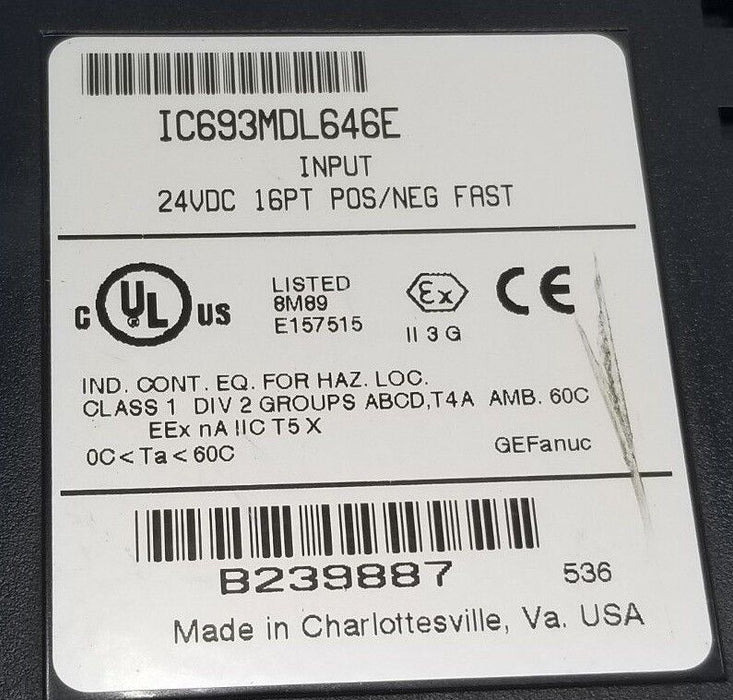 IC693MDL646E
INPUT
24VDC 16PT POS/NEG FAST
C UL US
LISTED
8M89
E157515
Ex
II 3 G
CE
IND. CONT. EQ. FOR HAZ. LOC.
CLASS 1 DIV 2 GROUPS ABCD,T4A AMB. 60C
EEx nA IIC T5 X
0C<Ta<60C
GEFanuc
B239887
536
Made in Charlottesville, Va. USA